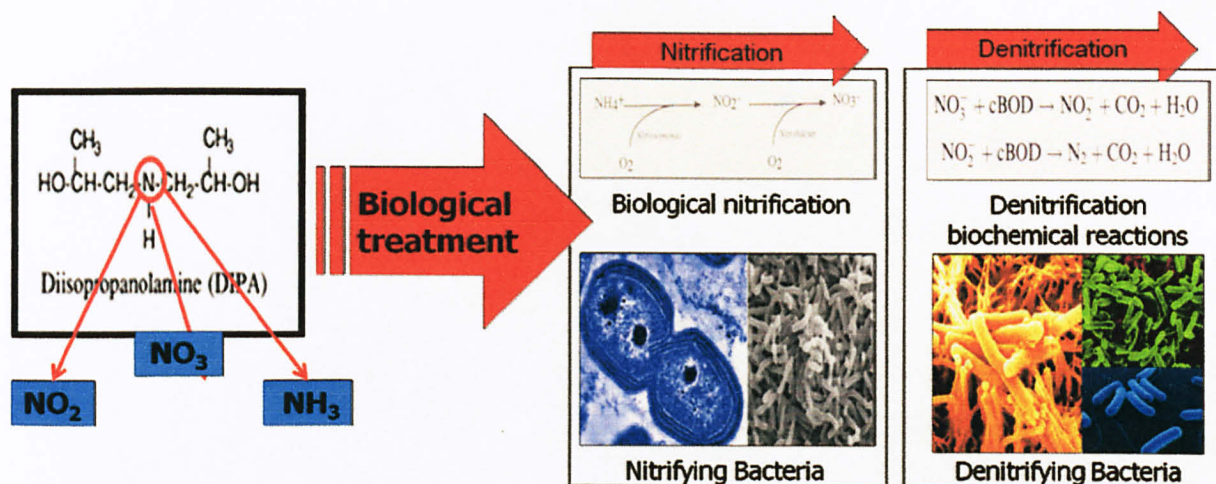 CH₃ CH₃
HO-CH-CH₂-N-CH₂-CH-OH
H
Diisopropanolamine (DIPA)
NO₃
NO₂
NH₃
Biological
treatment
Nitrification
NH₄⁺ NO₂⁻ NO₃⁻
Nitrosomonas Nitrobacter
O₂ O₂
Biological nitrification
Nitrifying Bacteria
Denitrification
NO₃⁻ + cBOD → NO₂⁻ + CO₂ + H₂O
NO₂⁻ + cBOD → N₂ + CO₂ + H₂O
Denitrification
biochemical reactions
Denitrifying Bacteria